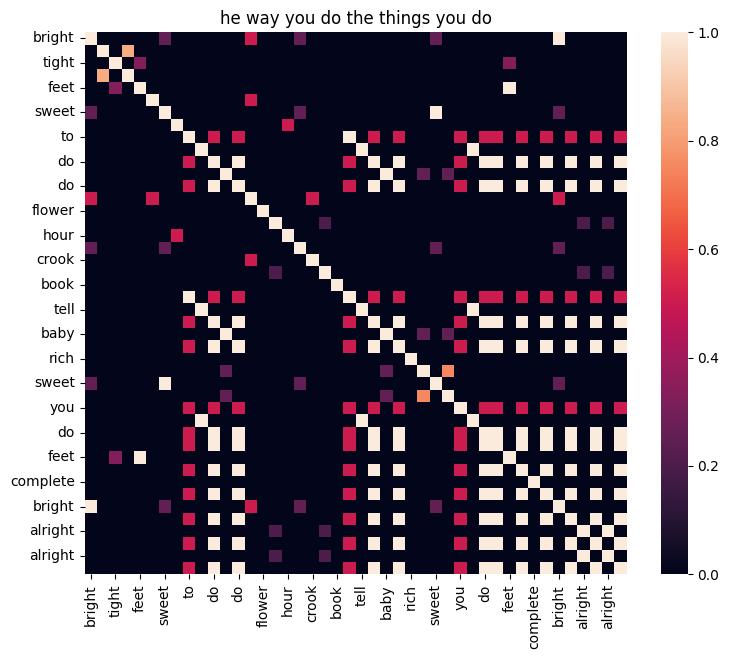 he way you do the things you do
bright
tight
feet
sweet
to
do
do
flower
hour
crook
book
tell
baby
rich
sweet
you
do
feet
complete
bright
alright
alright
1.0
0.8
0.6
0.4
0.2
0.0
bright
tight
feet
sweet
to
do
do
flower
hour
crook
book
tell
baby
rich
sweet
you
do
feet
complete
bright
alright
alright